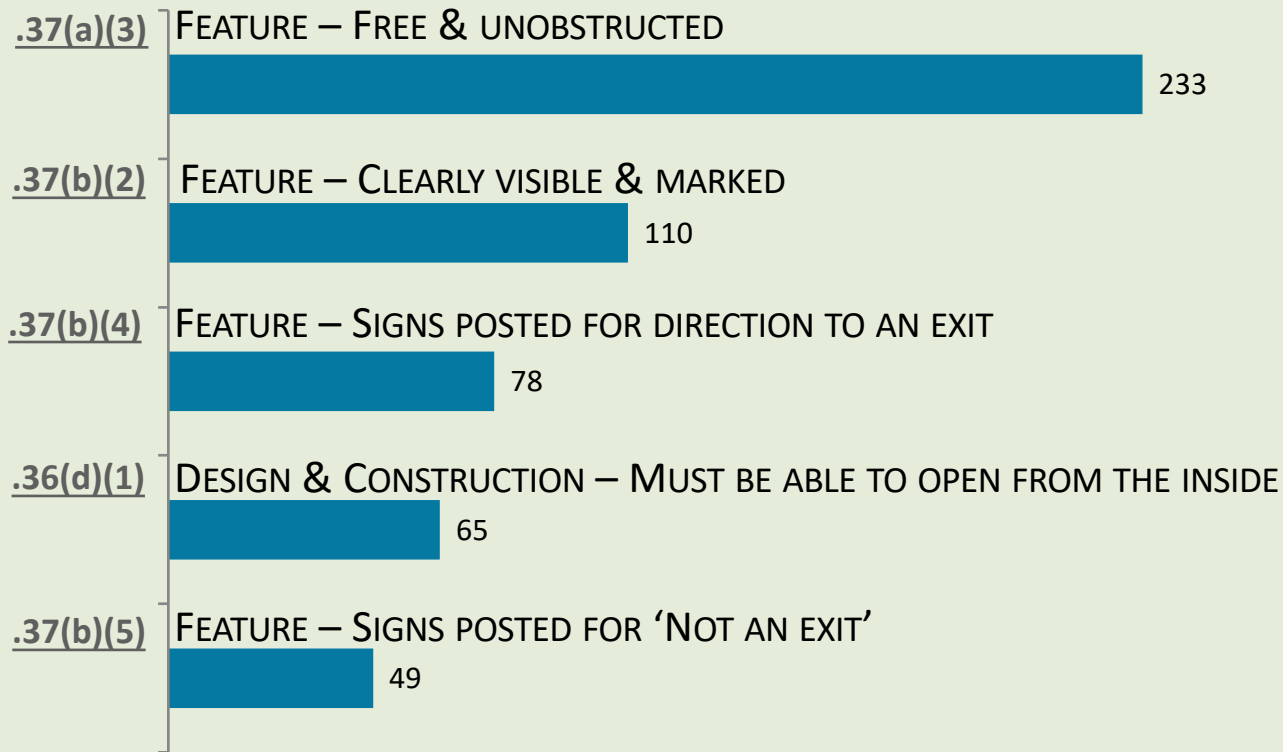 .37(a)(3) FEATURE – FREE & UNOBSTRUCTED
233
.37(b)(2) FEATURE – CLEARLY VISIBLE & MARKED
110
.37(b)(4) FEATURE – SIGNS POSTED FOR DIRECTION TO AN EXIT
78
.36(d)(1) DESIGN & CONSTRUCTION – MUST BE ABLE TO OPEN FROM THE INSIDE
65
.37(b)(5) FEATURE – SIGNS POSTED FOR ‘NOT AN EXIT’
49